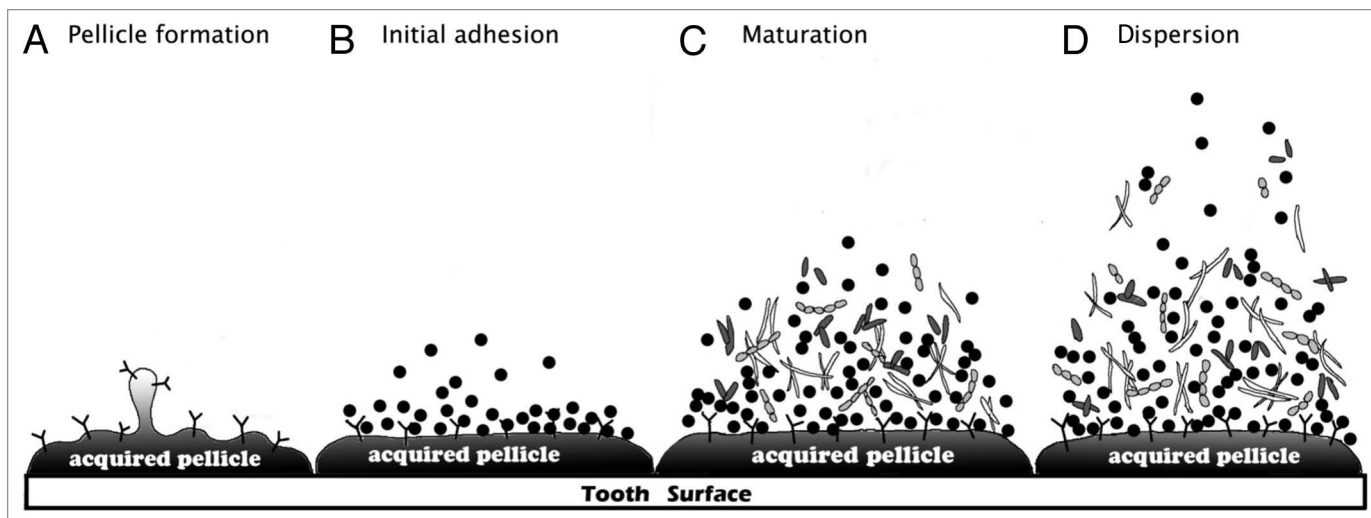 A Pellicle formation
B Initial adhesion
C Maturation
D Dispersion
acquired pellicle
acquired pellicle
acquired pellicle
acquired pellicle
Tooth Surface